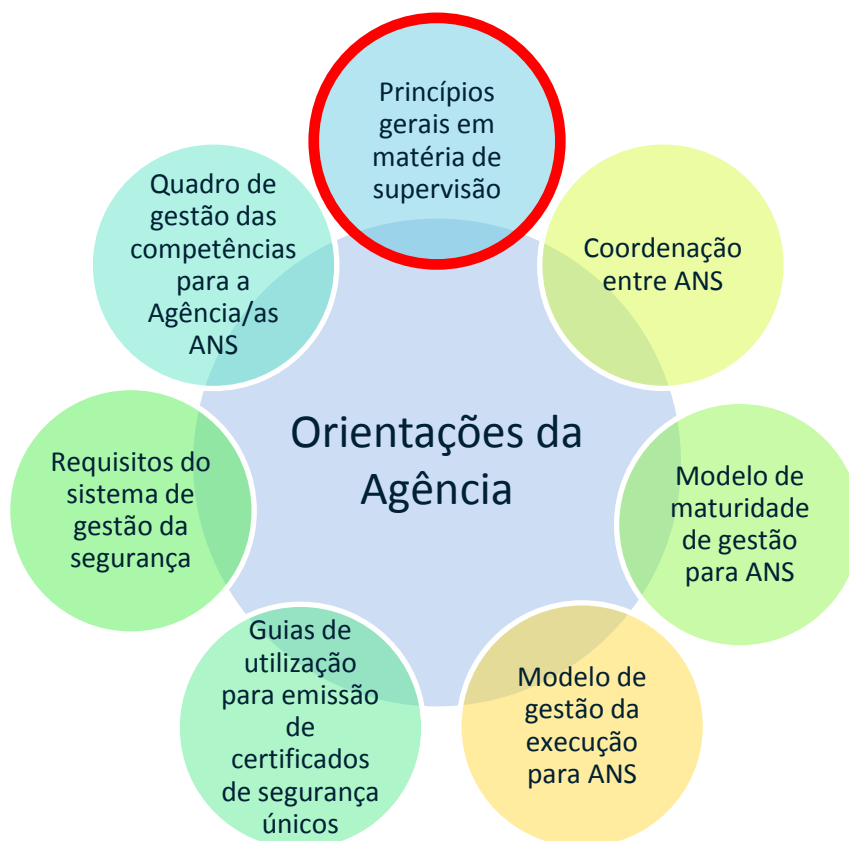 Princípios
gerais em
matéria de
supervisão
Coordenação
entre ANS
Modelo de
maturidade
de gestão
para ANS
Modelo de
gestão da
execução
para ANS
Guias de
utilização
para emissão
de
certificados
de segurança
únicos
Requisitos do
sistema de
gestão da
segurança
Quadro de
gestão das
competências
para a
Agência/as
ANS
Orientações da
Agência